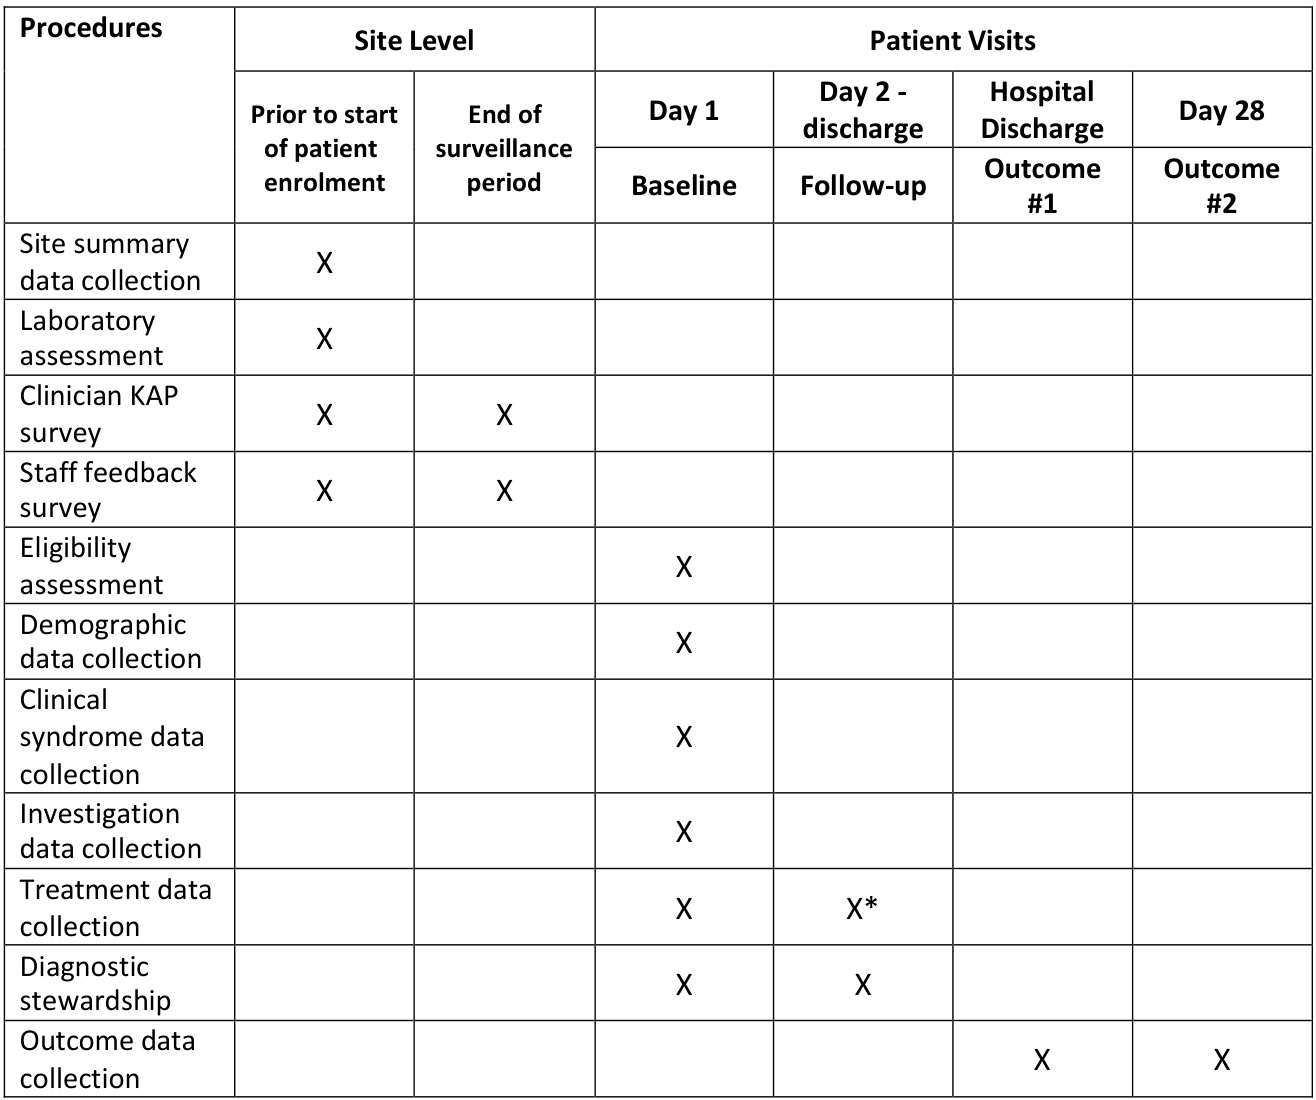 Procedures
Site Level
Patient Visits
Prior to start
of patient
enrolment
End of
surveillance
period
Day 1
Day 2 -
discharge
Hospital
Discharge
Day 28
Baseline
Follow-up
Outcome
#1
Outcome
#2
Site summary
data collection
X
Laboratory
assessment
X
Clinician KAP
survey
X
X
Staff feedback
survey
X
X
Eligibility
assessment
X
Demographic
data collection
X
Clinical
syndrome data
collection
X
Investigation
data collection
X
Treatment data
collection
X
X*
Diagnostic
stewardship
X
X
Outcome data
collection
X
X